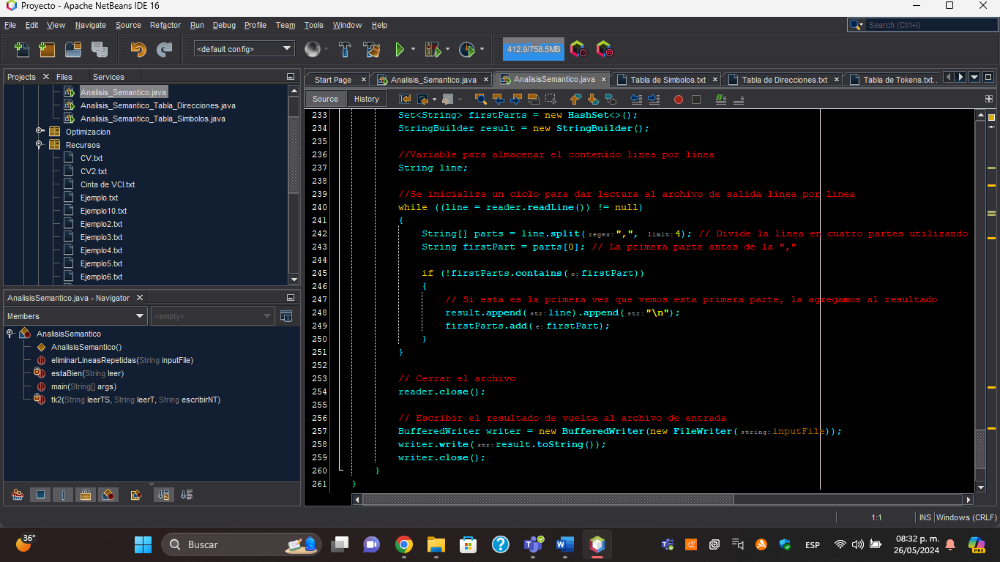 Proyecto - Apache NetBeans IDE 16
File Edit View Navigate Source Refactor Run Debug Profile Team Tools Window Help
Search (Ctrl+I)
<default config>
412.9/758.5MB
Projects Files Services
Analisis_Semantico.java
Analisis_Semantico_Tabla_Direcciones.java
Analisis_Semantico_Tabla_Simbolos.java
Optimizacion
Recursos
CV.txt
CV2.txt
Cinta de VCI.txt
Ejemplo.txt
Ejemplo10.txt
Ejemplo2.txt
Ejemplo3.txt
Ejemplo4.txt
Ejemplo5.txt
Ejemplo6.txt
AnalisisSemantico.java - Navigator
Members
<empty>
AnalisisSemantico
AnalisisSemantico()
eliminarLineasRepetidas(String inputFile)
estaBien(String leer)
main(String[] args)
tk2(String leerTS, String leerT, String escribirNT)
Start Page Analisis_Semantico.java AnalisisSemantico.java Tabla de Simbolos.txt Tabla de Direcciones.txt Tabla de Tokens.txt...
Source History
233 Set<String> firstParts = new HashSet<>();
234 StringBuilder result = new StringBuilder();
235
236 //Variable para almacenar el contenido linea por linea
237 String line;
238
239 //Se inicializa un ciclo para dar lectura al archivo de salida linea por linea
240 while ((line = reader.readLine()) != null)
241 {
242 String[] parts = line.split(regex:",", limit:4); // Divide la línea en cuatro partes utilizando
243 String firstPart = parts[0]; // La primera parte antes de la ","
244
245 if (!firstParts.contains(o:firstPart))
246 {
247 // Si esta es la primera vez que vemos esta primera parte, la agregamos al resultado
248 result.append(str:line).append(str:"\n");
249 firstParts.add(e:firstPart);
250 }
251 }
252
253 // Cerrar el archivo
254 reader.close();
255
256 // Escribir el resultado de vuelta al archivo de entrada
257 BufferedWriter writer = new BufferedWriter(new FileWriter(string:inputFile));
258 writer.write(str:result.toString());
259 writer.close();
260 }
261 }
1:1 INS Windows (CRLF)
36°
Buscar
ESP
08:32 p. m.
26/05/2024
PRE